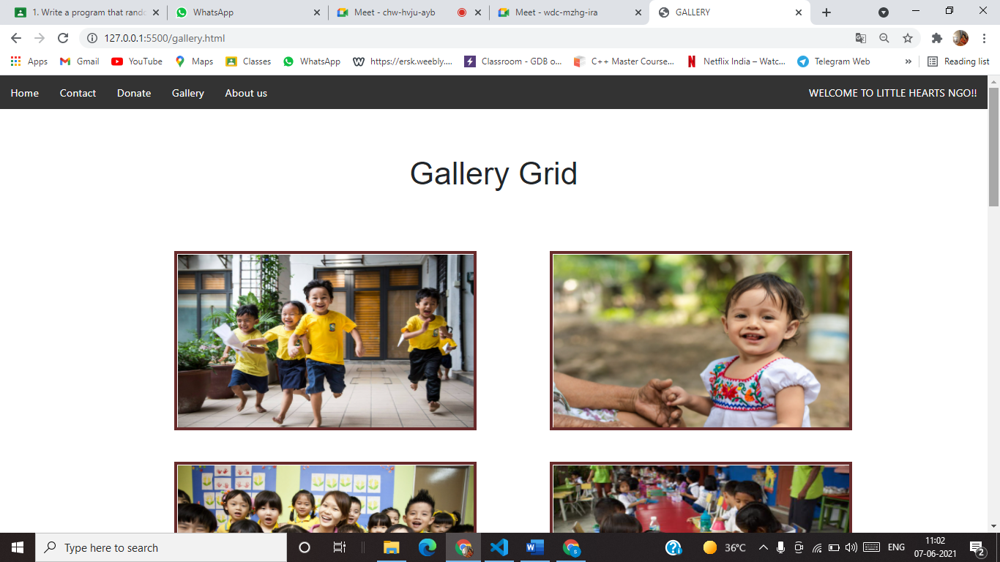 1. Write a program that rando
WhatsApp
Meet - chw-hvju-ayb
Meet - wdc-mzhg-ira
GALLERY
127.0.0.1:5500/gallery.html
Apps
Gmail
YouTube
Maps
Classes
WhatsApp
https://ersk.weebly....
Classroom - GDB o...
C++ Master Course...
Netflix India – Watc...
Telegram Web
»
Reading list
Home
Contact
Donate
Gallery
About us
WELCOME TO LITTLE HEARTS NGO!!
Gallery Grid
Type here to search
36°C
ENG
11:02
07-06-2021
2